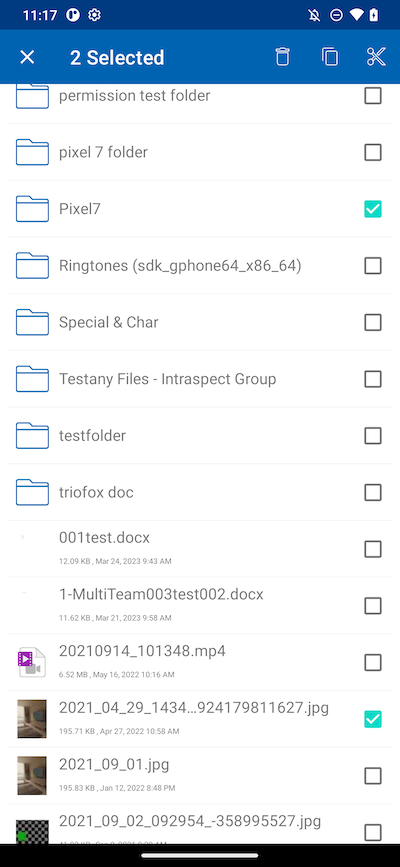 11:17
2 Selected
permission test folder
pixel 7 folder
Pixel7
Ringtones (sdk_gphone64_x86_64)
Special & Char
Testany Files - Intraspect Group
testfolder
triofox doc
001test.docx
12.09 KB , Mar 24, 2023 9:43 AM
1-MultiTeam003test002.docx
11.62 KB , Mar 21, 2023 9:58 AM
20210914_101348.mp4
6.52 MB , May 16, 2022 10:16 AM
2021_04_29_1434...924179811627.jpg
195.71 KB , Apr 27, 2022 10:58 AM
2021_09_01.jpg
195.83 KB , Jan 12, 2022 8:48 PM
2021_09_02_092954_-358995527.jpg